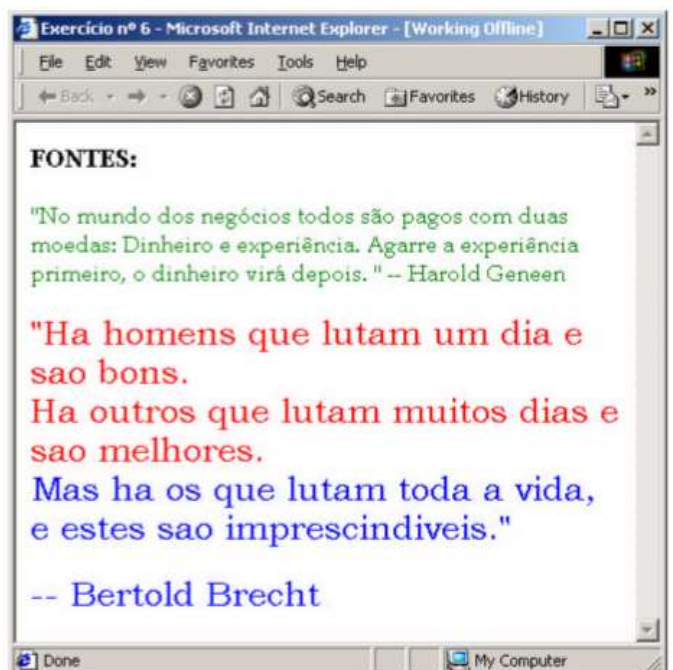 Exercício nº 6 - Microsoft Internet Explorer - [Working Offline]
File Edit View Favorites Tools Help
Back Search Favorites History »
FONTES:
"No mundo dos negócios todos são pagos com duas
moedas: Dinheiro e experiência. Agarre a experiência
primeiro, o dinheiro virá depois. " -- Harold Geneen
"Ha homens que lutam um dia e
sao bons.
Ha outros que lutam muitos dias e
sao melhores.
Mas ha os que lutam toda a vida,
e estes sao imprescindiveis."
-- Bertold Brecht
Done My Computer